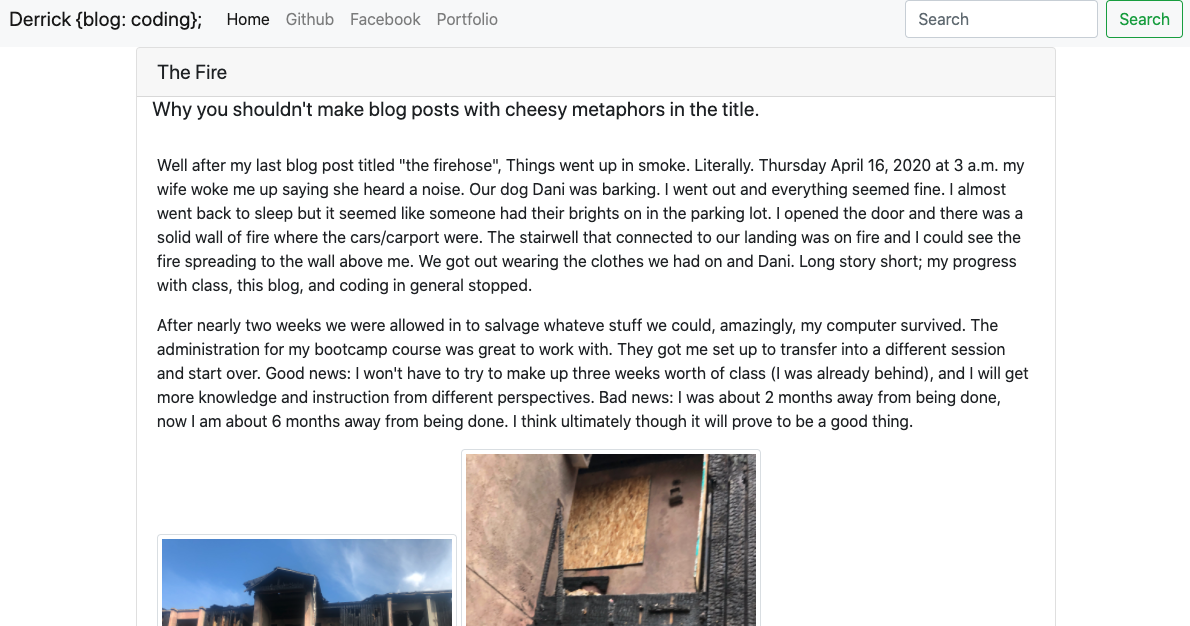 Derrick {blog: coding}; Home Github Facebook Portfolio Search Search
The Fire
Why you shouldn't make blog posts with cheesy metaphors in the title.
Well after my last blog post titled "the firehose", Things went up in smoke. Literally. Thursday April 16, 2020 at 3 a.m. my
wife woke me up saying she heard a noise. Our dog Dani was barking. I went out and everything seemed fine. I almost
went back to sleep but it seemed like someone had their brights on in the parking lot. I opened the door and there was a
solid wall of fire where the cars/carport were. The stairwell that connected to our landing was on fire and I could see the
fire spreading to the wall above me. We got out wearing the clothes we had on and Dani. Long story short; my progress
with class, this blog, and coding in general stopped.
After nearly two weeks we were allowed in to salvage whateve stuff we could, amazingly, my computer survived. The
administration for my bootcamp course was great to work with. They got me set up to transfer into a different session
and start over. Good news: I won't have to try to make up three weeks worth of class (I was already behind), and I will get
more knowledge and instruction from different perspectives. Bad news: I was about 2 months away from being done,
now I am about 6 months away from being done. I think ultimately though it will prove to be a good thing.